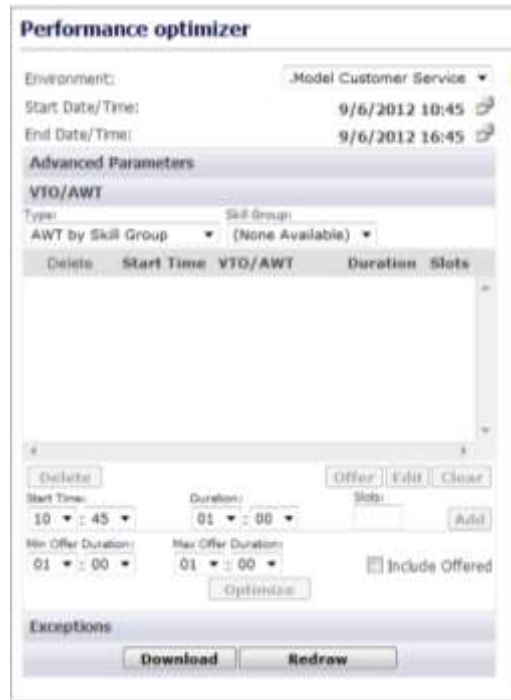 Performance optimizer
Environment: .Model Customer Service
Start Date/Time: 9/6/2012 10:45
End Date/Time: 9/6/2012 16:45
Advanced Parameters
VTO/AWT
Type: Skill Group:
AWT by Skill Group (None Available)
Delete Start Time VTO/AWT Duration Slots
Delete Offer Edit Clear
Start Time: Duration: Slots:
10 : 45 01 : 00 Add
Min Offer Duration: Max Offer Duration:
01 : 00 01 : 00 Include Offered
Optimize
Exceptions
Download Redraw